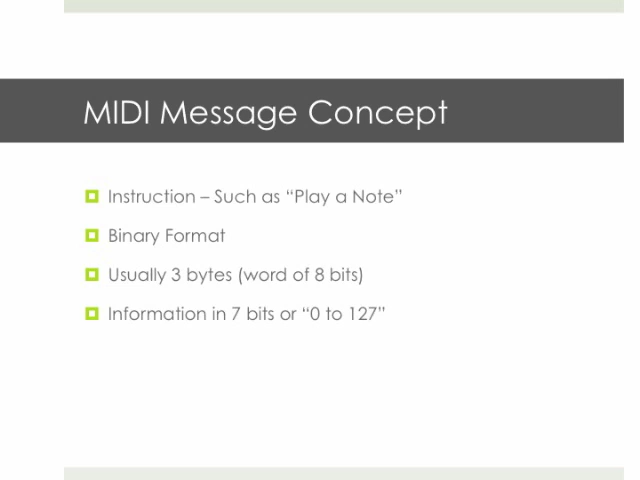 MIDI Message Concept
Instruction – Such as “Play a Note”
Binary Format
Usually 3 bytes (word of 8 bits)
Information in 7 bits or “0 to 127”